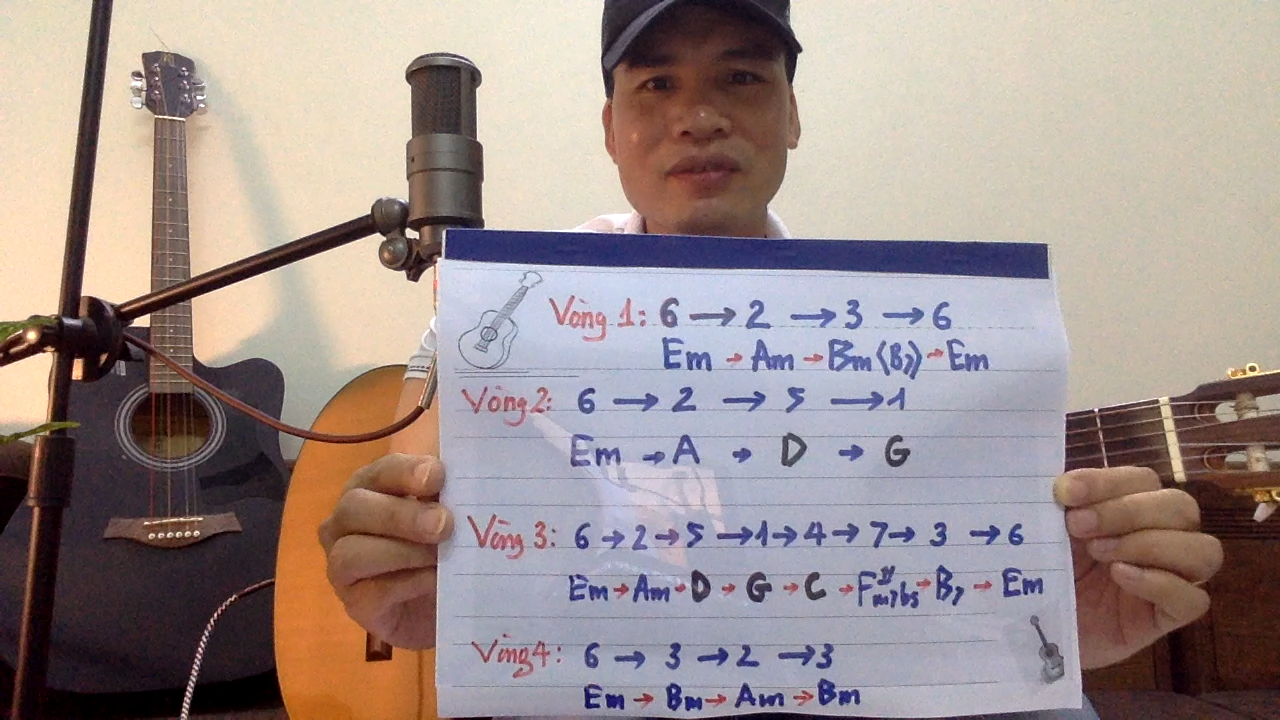 Vòng 1: 6 → 2 → 3 → 6
Em → Am → Bm (B7) → Em
Vòng 2: 6 → 2 → 5 → 1
Em → A → D → G
Vòng 3: 6 → 2 → 5 → 1 → 4 → 7 → 3 → 6
Em → Am → D → G → C → F#m7b5 → B7 → Em
Vòng 4: 6 → 3 → 2 → 3
Em → Bm → Am → Bm